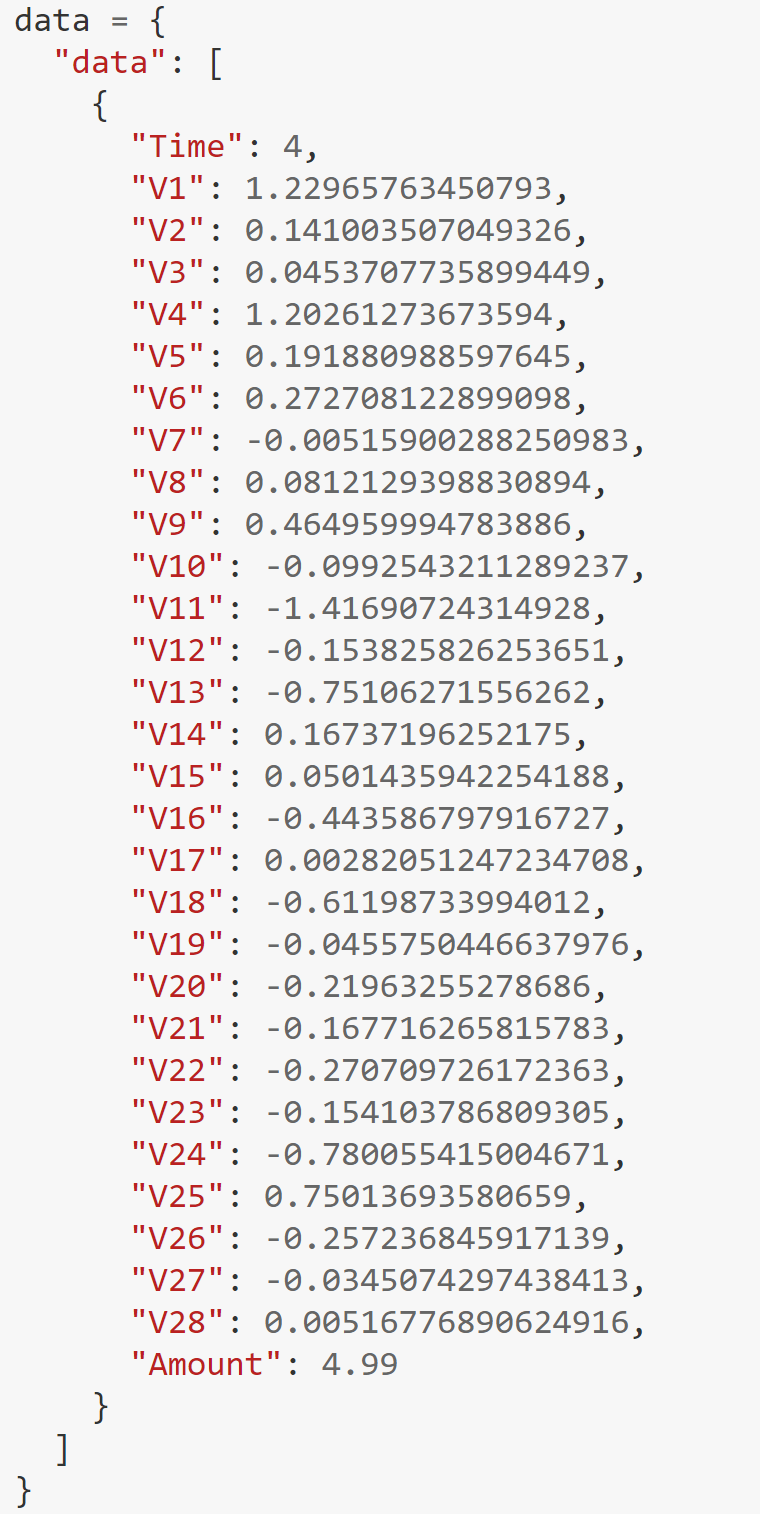 data = {
  "data": [
    {
      "Time": 4,
      "V1": 1.22965763450793,
      "V2": 0.141003507049326,
      "V3": 0.0453707735899449,
      "V4": 1.20261273673594,
      "V5": 0.191880988597645,
      "V6": 0.272708122899098,
      "V7": -0.00515900288250983,
      "V8": 0.0812129398830894,
      "V9": 0.464959994783886,
      "V10": -0.0992543211289237,
      "V11": -1.41690724314928,
      "V12": -0.153825826253651,
      "V13": -0.75106271556262,
      "V14": 0.16737196252175,
      "V15": 0.0501435942254188,
      "V16": -0.443586797916727,
      "V17": 0.00282051247234708,
      "V18": -0.61198733994012,
      "V19": -0.0455750446637976,
      "V20": -0.21963255278686,
      "V21": -0.167716265815783,
      "V22": -0.270709726172363,
      "V23": -0.154103786809305,
      "V24": -0.780055415004671,
      "V25": 0.75013693580659,
      "V26": -0.257236845917139,
      "V27": -0.0345074297438413,
      "V28": 0.00516776890624916,
      "Amount": 4.99
    }
  ]
}